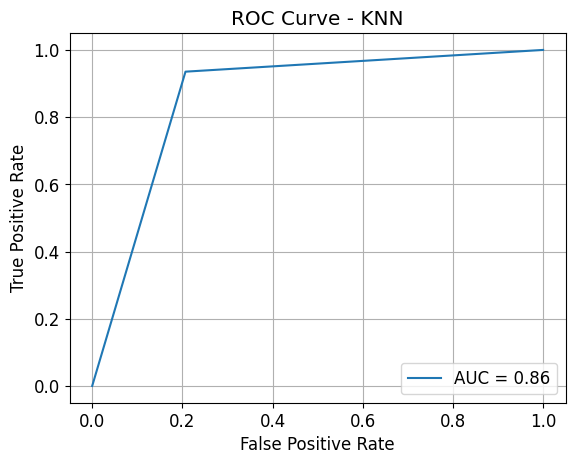 ROC Curve - KNN
True Positive Rate
1.0
0.8
0.6
0.4
0.2
0.0
0.0 0.2 0.4 0.6 0.8 1.0
False Positive Rate
AUC = 0.86